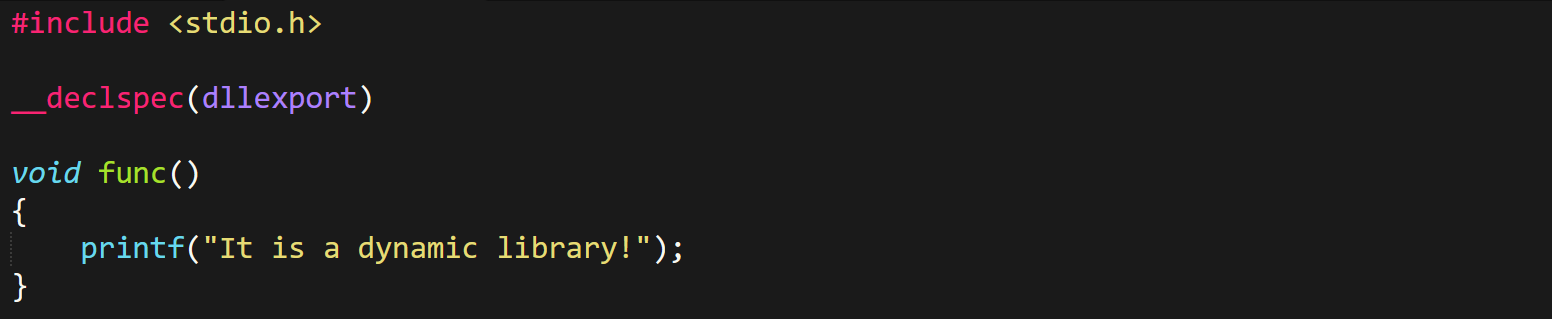 #include <stdio.h>
__declspec(dllexport)
void func()
{
    printf("It is a dynamic library!");
}